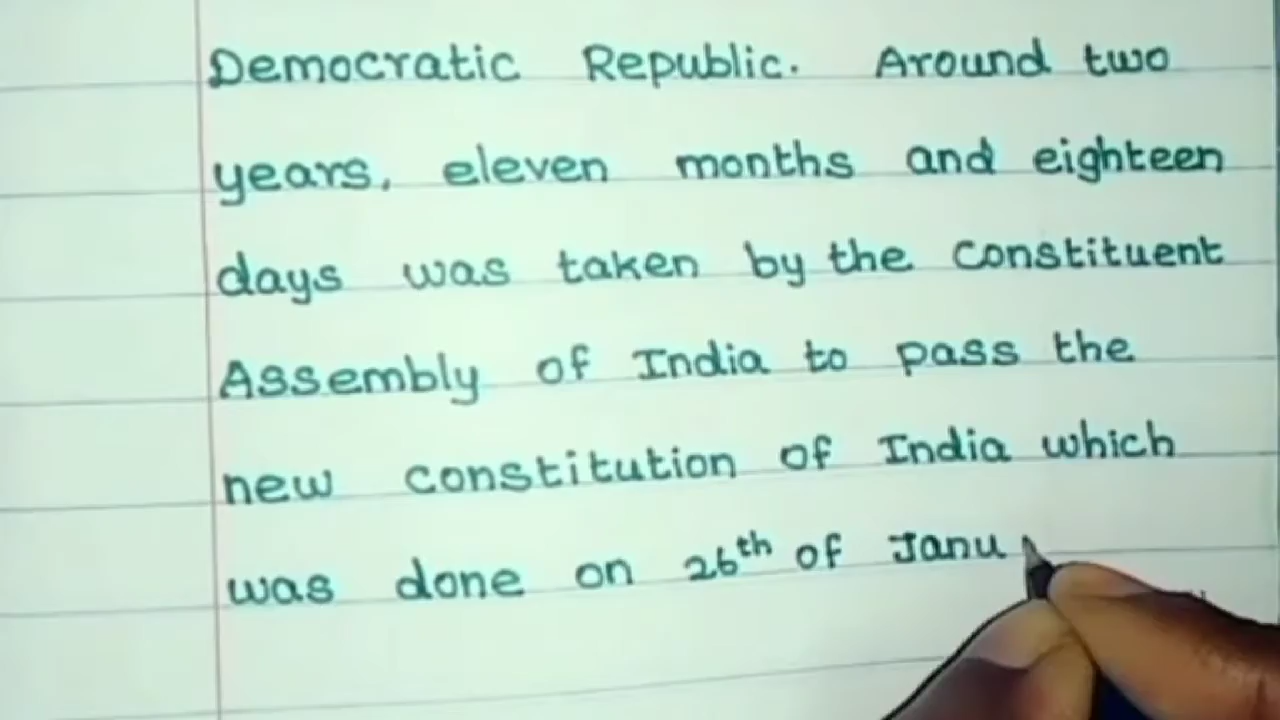 Democratic Republic. Around two
years, eleven months and eighteen
days was taken by the constituent
Assembly of India to pass the
new constitution of India which
was done on 26th of Janu